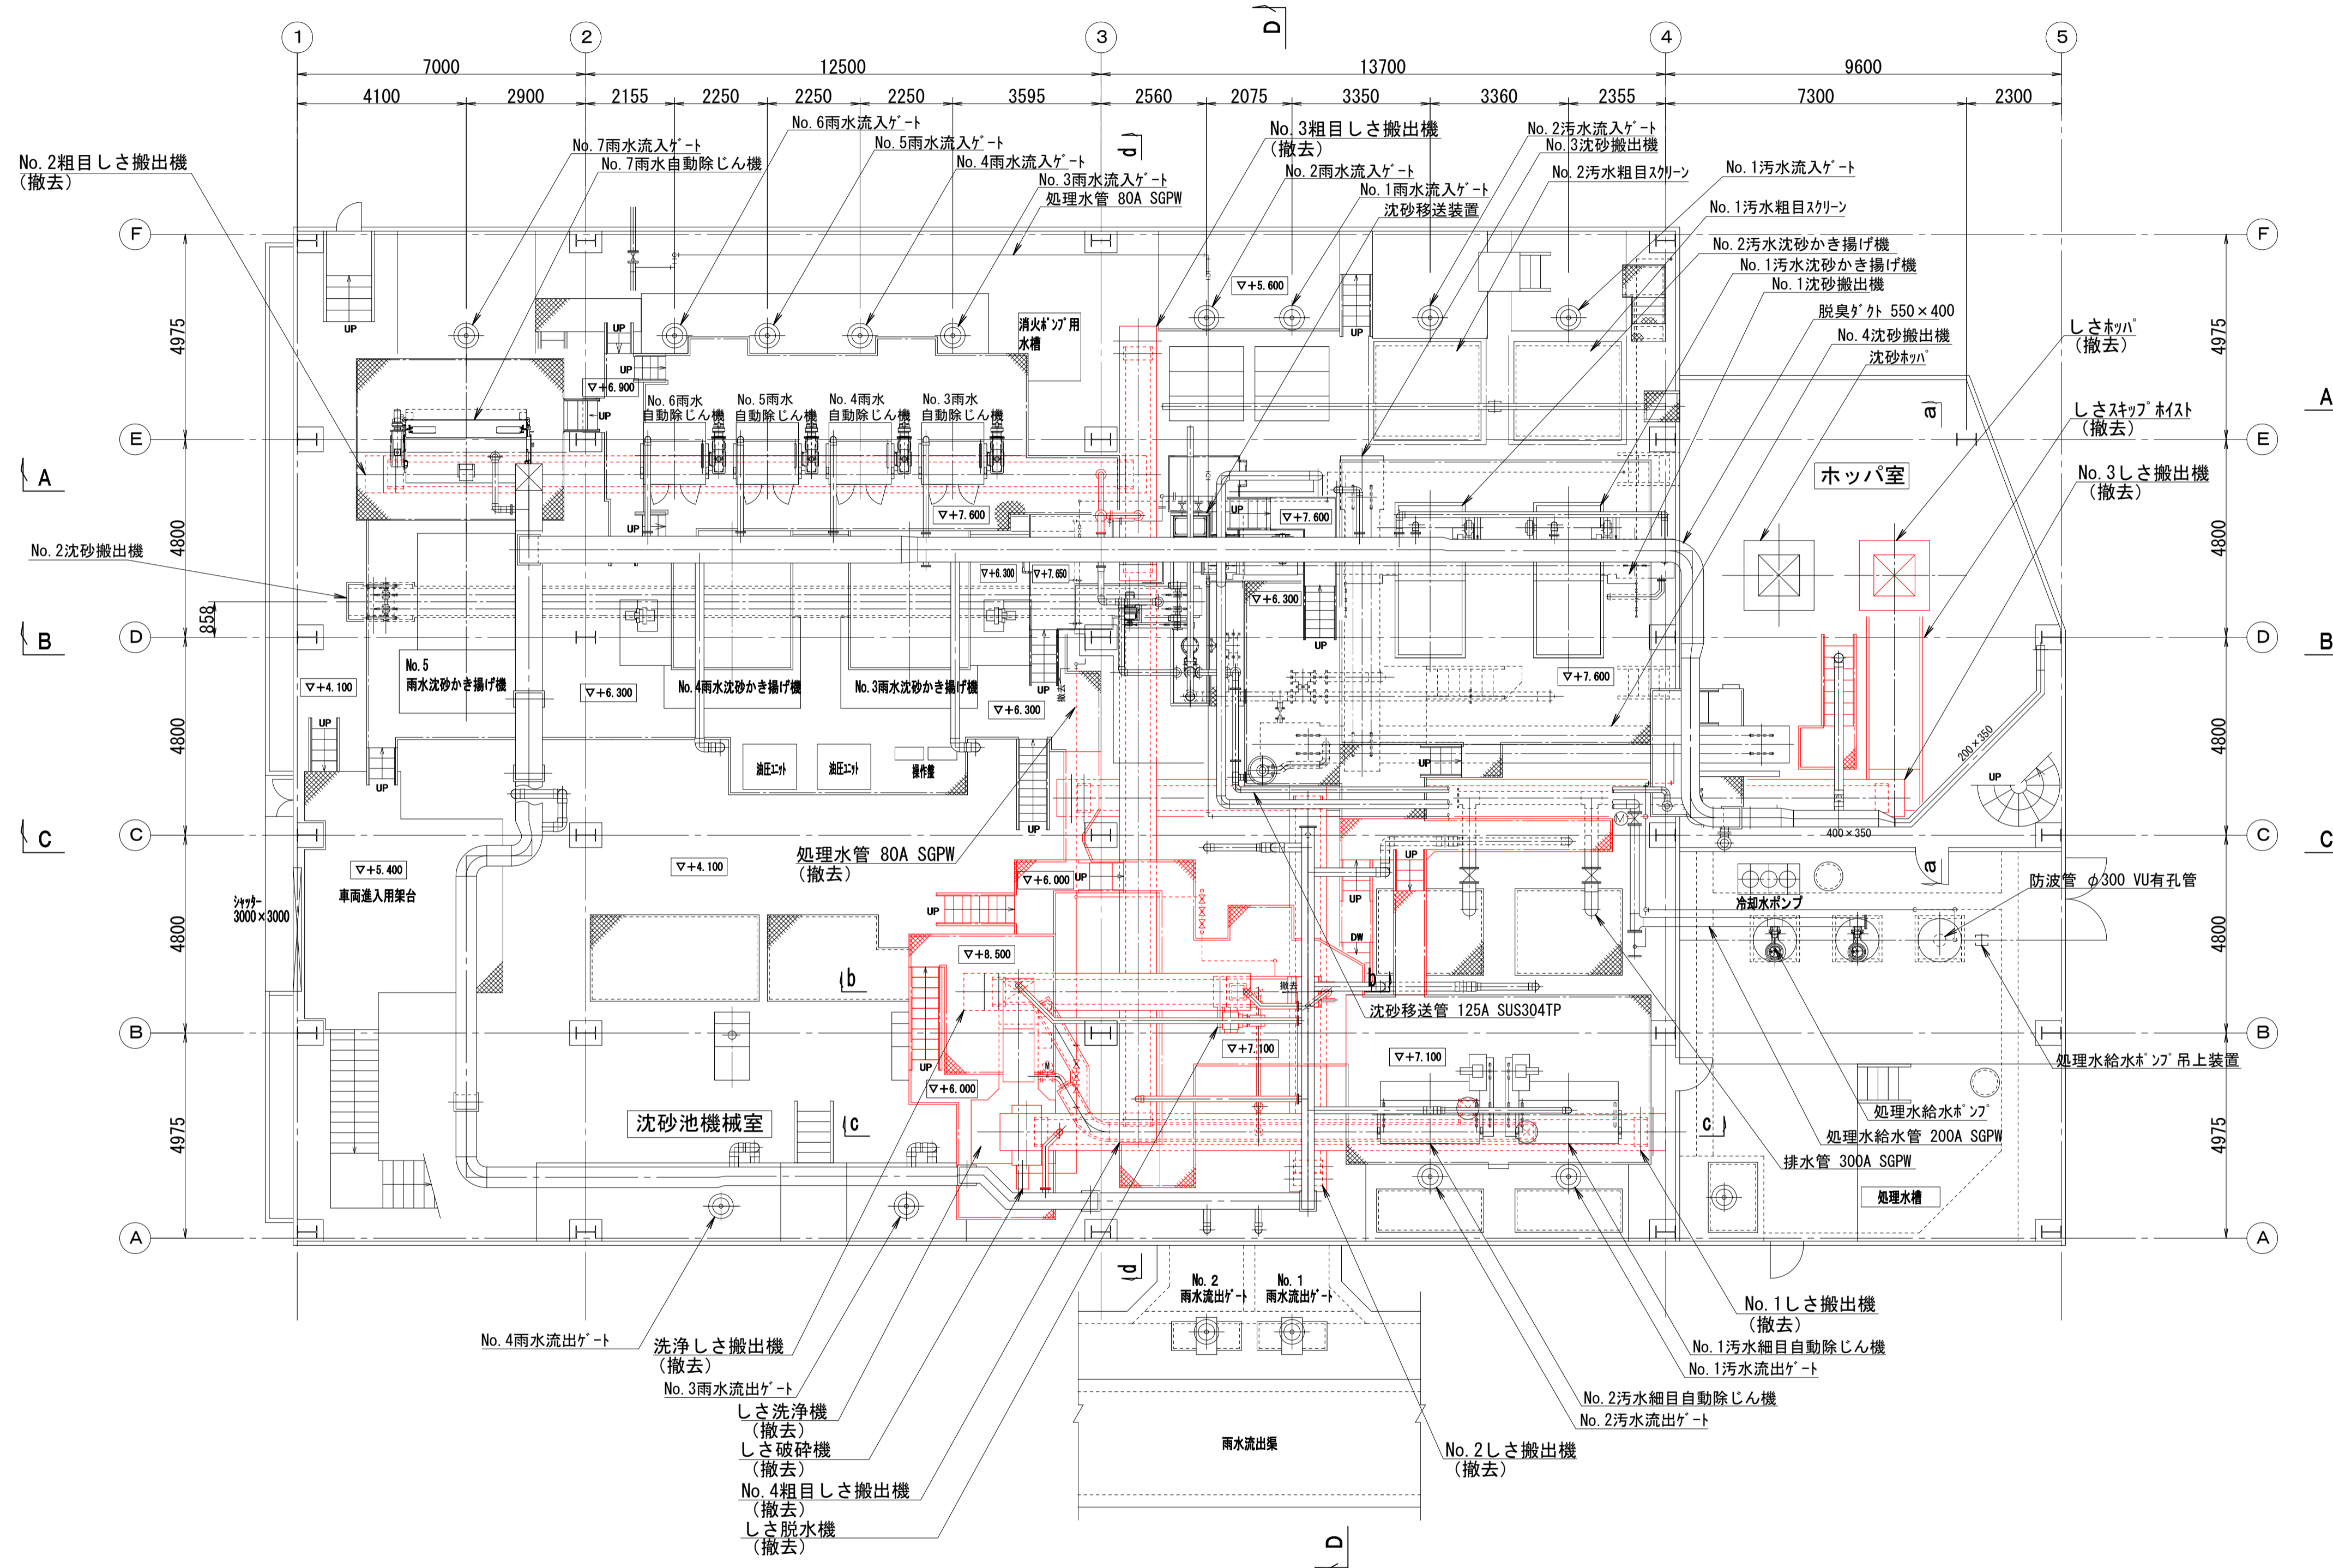 D
1
2
3
4
5
7000
12500
13700
9600
4100
2900
2155
2250
2250
2250
3595
2560
2075
3350
3360
2355
7300
2300
No.2粗目しさ搬出機
(撤去)
No.7雨水流入ゲート
No.7雨水自動除じん機
No.6雨水流入ゲート
No.5雨水流入ゲート
No.4雨水流入ゲート
No.3雨水流入ゲート
処理水管 80A SGPW
d
No.3粗目しさ搬出機
(撤去)
No.2雨水流入ゲート
No.1雨水流入ゲート
沈砂移送装置
No.2汚水流入ゲート
No.3沈砂搬出機
No.2汚水粗目スクリーン
No.1汚水流入ゲート
No.1汚水粗目スクリーン
No.2汚水沈砂かき揚げ機
No.1汚水沈砂かき揚げ機
No.1沈砂搬出機
脱臭ダクト 550×400
No.4沈砂搬出機
沈砂ホッパ
しさホッパ
(撤去)
しさスキップホイスト
(撤去)
No.3しさ搬出機
(撤去)
F
F
4975
4975
▽+5.600
UP
UP
UP
消火ポンプ用
水槽
UP
▽+6.900
UP
No.6雨水
自動除じん機
No.5雨水
自動除じん機
No.4雨水
自動除じん機
No.3雨水
自動除じん機
a
A
A
E
E
ホッパ室
4800
4800
▽+7.600
▽+7.600
UP
UP
No.2沈砂搬出機
▽+6.300
▽+7.650
▽+6.300
858
B
B
D
D
UP
No.5
雨水沈砂かき揚げ機
▽+4.100
▽+6.300
No.4雨水沈砂かき揚げ機
No.3雨水沈砂かき揚げ機
UP
撤去
▽+6.300
▽+7.600
4800
4800
UP
UP
油圧ユニット
油圧ユニット
操作盤
UP
UP
200×350
UP
C
C
C
C
M
400×350
処理水管 80A SGPW
(撤去)
▽+4.100
▽+5.400
車両進入用架台
シャッター
3000×3000
▽+6.000
UP
UP
UP
UP
DW
a
冷却水ポンプ
防波管 φ300 VU有孔管
4800
4800
▽+8.500
b
b
撤去
沈砂移送管 125A SUS304TP
B
B
UP
▽+6.000
M
▽+7.100
▽+7.100
処理水給水ポンプ吊上装置
処理水給水ポンプ
処理水給水管 200A SGPW
排水管 300A SGPW
沈砂池機械室
c
c
4975
4975
処理水槽
A
A
d
No.2
雨水流出ゲート
No.1
雨水流出ゲート
No.4雨水流出ゲート
洗浄しさ搬出機
(撤去)
No.3雨水流出ゲート
しさ洗浄機
(撤去)
しさ破砕機
(撤去)
No.4粗目しさ搬出機
(撤去)
しさ脱水機
(撤去)
No.1しさ搬出機
(撤去)
No.1汚水細目自動除じん機
No.1汚水流出ゲート
No.2汚水細目自動除じん機
No.2汚水流出ゲート
No.2しさ搬出機
(撤去)
雨水流出渠
D